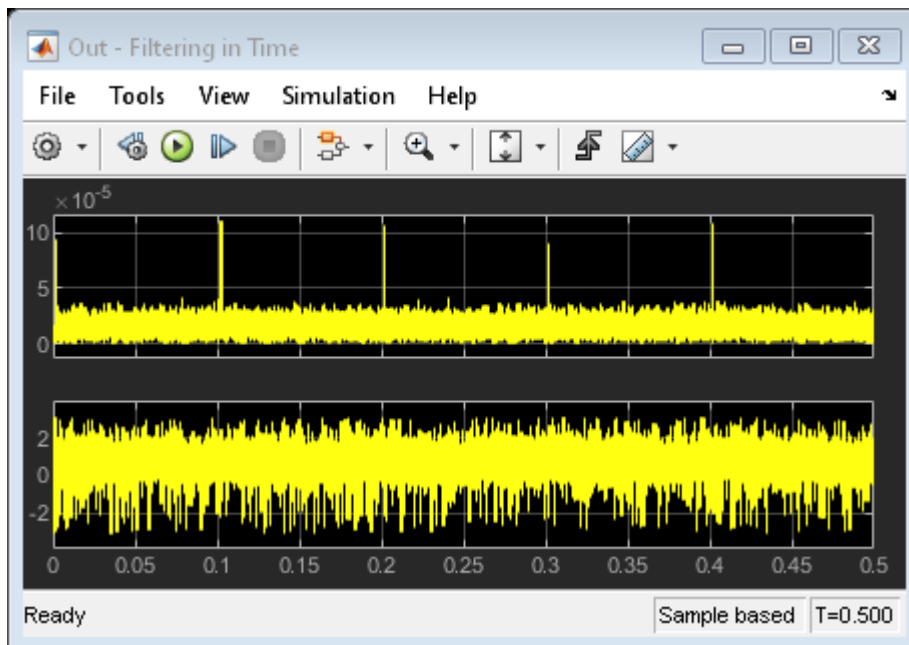 Out - Filtering in Time
File Tools View Simulation Help
×10-5
10
5
0
2
0
-2
0 0.05 0.1 0.15 0.2 0.25 0.3 0.35 0.4 0.45 0.5
Ready Sample based T=0.500